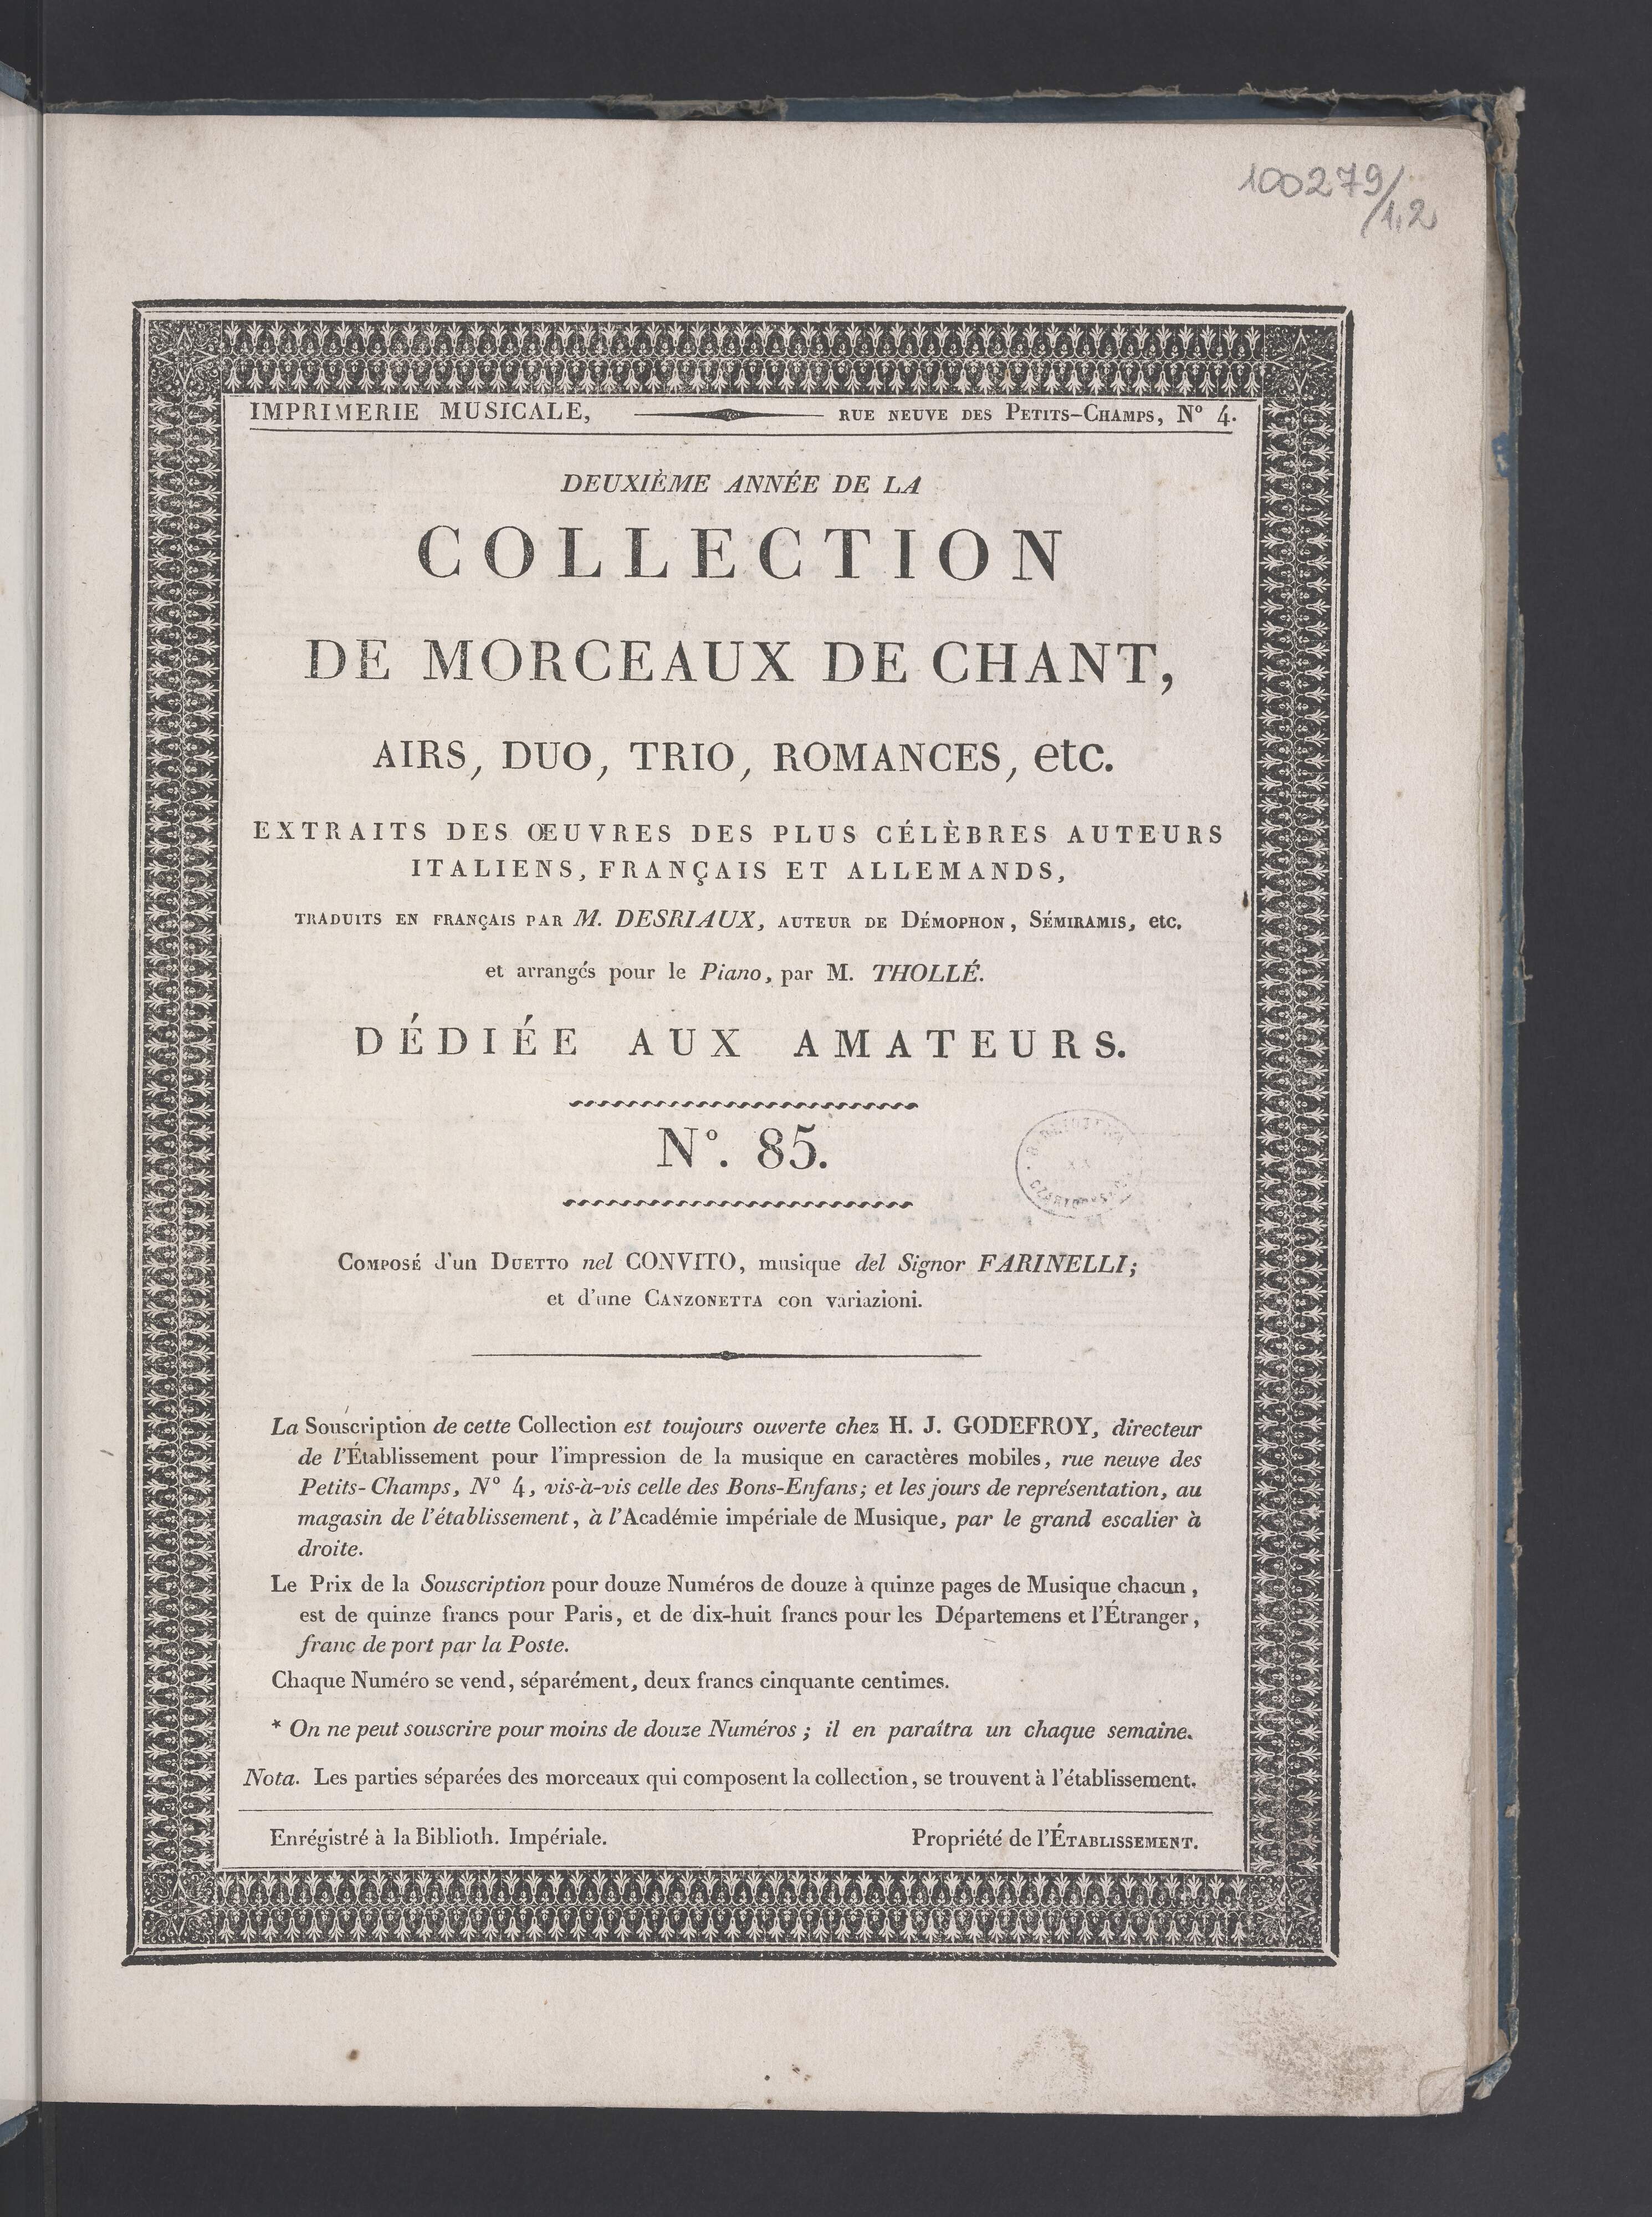 100279/
1,2
IMPRIMERIE MUSICALE, RUE NEUVE DES PETITS-CHAMPS, N° 4.
DEUXIÈME ANNÉE DE LA
COLLECTION
DE MORCEAUX DE CHANT,
AIRS, DUO, TRIO, ROMANCES, etc.
EXTRAITS DES ŒUVRES DES PLUS CÉLÈBRES AUTEURS
ITALIENS, FRANÇAIS ET ALLEMANDS,
TRADUITS EN FRANÇAIS PAR M. DESRIAUX, AUTEUR DE DÉMOPHON, SÉMIRAMIS, etc.
et arrangés pour le Piano, par M. THOLLÉ.
DÉDIÉE AUX AMATEURS.
N°. 85.
COMPOSÉ d'un DUETTO nel CONVITO, musique del Signor FARINELLI;
et d'une CANZONETTA con variazioni.
La Souscription de cette Collection est toujours ouverte chez H. J. GODEFROY, directeur
de l'Établissement pour l'impression de la musique en caractères mobiles, rue neuve des
Petits-Champs, N° 4, vis-à-vis celle des Bons-Enfans; et les jours de représentation, au
magasin de l'établissement, à l'Académie impériale de Musique, par le grand escalier à
droite.
Le Prix de la Souscription pour douze Numéros de douze à quinze pages de Musique chacun,
est de quinze francs pour Paris, et de dix-huit francs pour les Départemens et l'Étranger,
franc de port par la Poste.
Chaque Numéro se vend, séparément, deux francs cinquante centimes.
* On ne peut souscrire pour moins de douze Numéros; il en paraîtra un chaque semaine.
Nota. Les parties séparées des morceaux qui composent la collection, se trouvent à l'établissement.
Enrégistré à la Biblioth. Impériale. Propriété de l'ÉTABLISSEMENT.